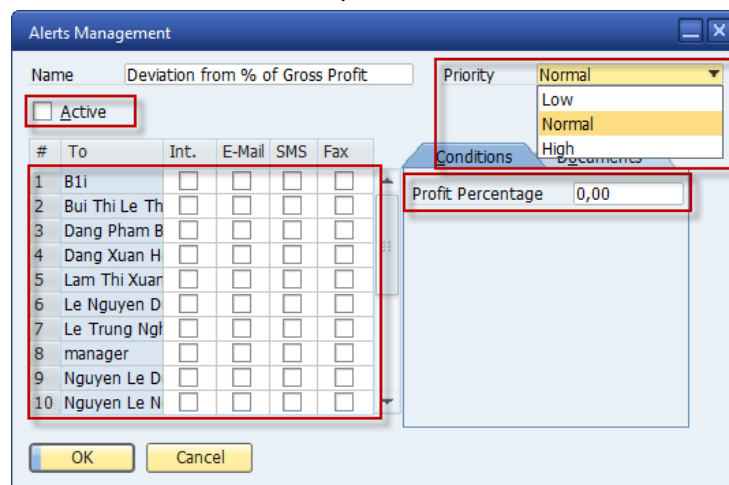 Alerts Management
Name Deviation from % of Gross Profit Priority Normal
Low
Active
Normal
High
# To Int. E-Mail SMS Fax
Conditions Documents
1 B1i
Profit Percentage 0,00
2 Bui Thi Le Th
3 Dang Pham B
4 Dang Xuan H
5 Lam Thi Xuan
6 Le Nguyen D
7 Le Trung Ngh
8 manager
9 Nguyen Le D
10 Nguyen Le N
OK Cancel